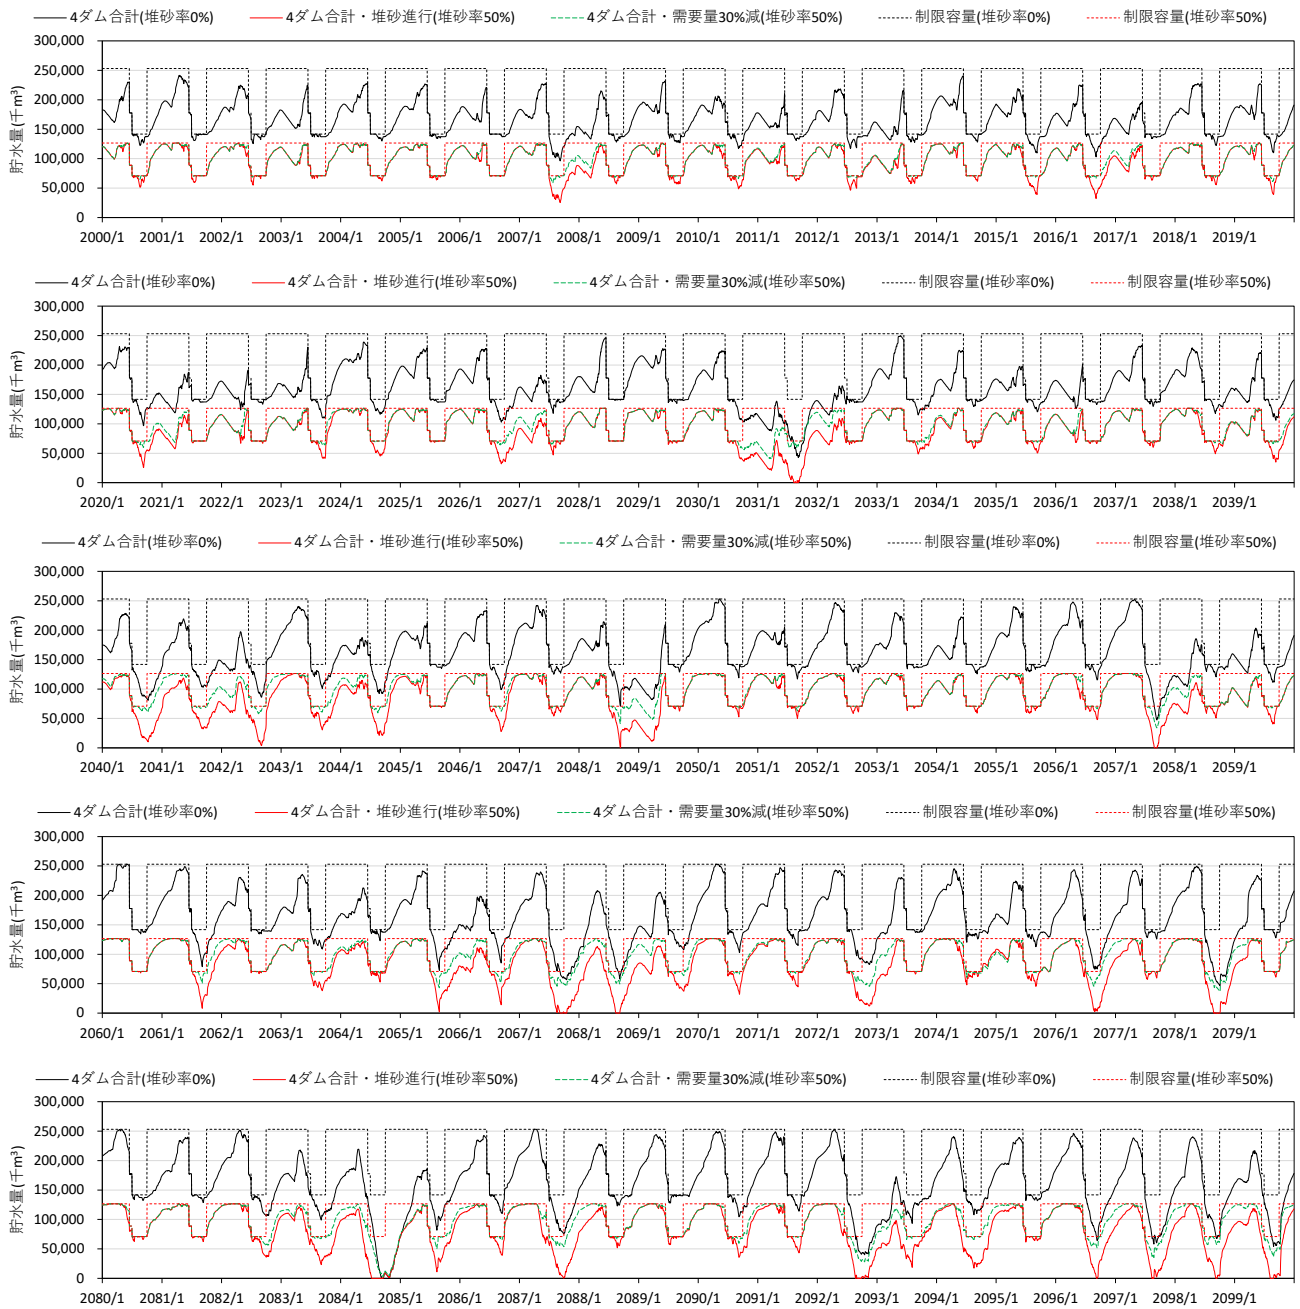 4ダム合計(堆砂率0%) 4ダム合計・堆砂進行(堆砂率50%) 4ダム合計・需要量30%減(堆砂率50%) 制限容量(堆砂率0%) 制限容量(堆砂率50%)
貯水量(千m³)
300,000
250,000
200,000
150,000
100,000
50,000
0
2000/1 2001/1 2002/1 2003/1 2004/1 2005/1 2006/1 2007/1 2008/1 2009/1 2010/1 2011/1 2012/1 2013/1 2014/1 2015/1 2016/1 2017/1 2018/1 2019/1
4ダム合計(堆砂率0%) 4ダム合計・堆砂進行(堆砂率50%) 4ダム合計・需要量30%減(堆砂率50%) 制限容量(堆砂率0%) 制限容量(堆砂率50%)
貯水量(千m³)
300,000
250,000
200,000
150,000
100,000
50,000
0
2020/1 2021/1 2022/1 2023/1 2024/1 2025/1 2026/1 2027/1 2028/1 2029/1 2030/1 2031/1 2032/1 2033/1 2034/1 2035/1 2036/1 2037/1 2038/1 2039/1
4ダム合計(堆砂率0%) 4ダム合計・堆砂進行(堆砂率50%) 4ダム合計・需要量30%減(堆砂率50%) 制限容量(堆砂率0%) 制限容量(堆砂率50%)
貯水量(千m³)
300,000
250,000
200,000
150,000
100,000
50,000
0
2040/1 2041/1 2042/1 2043/1 2044/1 2045/1 2046/1 2047/1 2048/1 2049/1 2050/1 2051/1 2052/1 2053/1 2054/1 2055/1 2056/1 2057/1 2058/1 2059/1
4ダム合計(堆砂率0%) 4ダム合計・堆砂進行(堆砂率50%) 4ダム合計・需要量30%減(堆砂率50%) 制限容量(堆砂率0%) 制限容量(堆砂率50%)
貯水量(千m³)
300,000
250,000
200,000
150,000
100,000
50,000
0
2060/1 2061/1 2062/1 2063/1 2064/1 2065/1 2066/1 2067/1 2068/1 2069/1 2070/1 2071/1 2072/1 2073/1 2074/1 2075/1 2076/1 2077/1 2078/1 2079/1
4ダム合計(堆砂率0%) 4ダム合計・堆砂進行(堆砂率50%) 4ダム合計・需要量30%減(堆砂率50%) 制限容量(堆砂率0%) 制限容量(堆砂率50%)
貯水量(千m³)
300,000
250,000
200,000
150,000
100,000
50,000
0
2080/1 2081/1 2082/1 2083/1 2084/1 2085/1 2086/1 2087/1 2088/1 2089/1 2090/1 2091/1 2092/1 2093/1 2094/1 2095/1 2096/1 2097/1 2098/1 2099/1